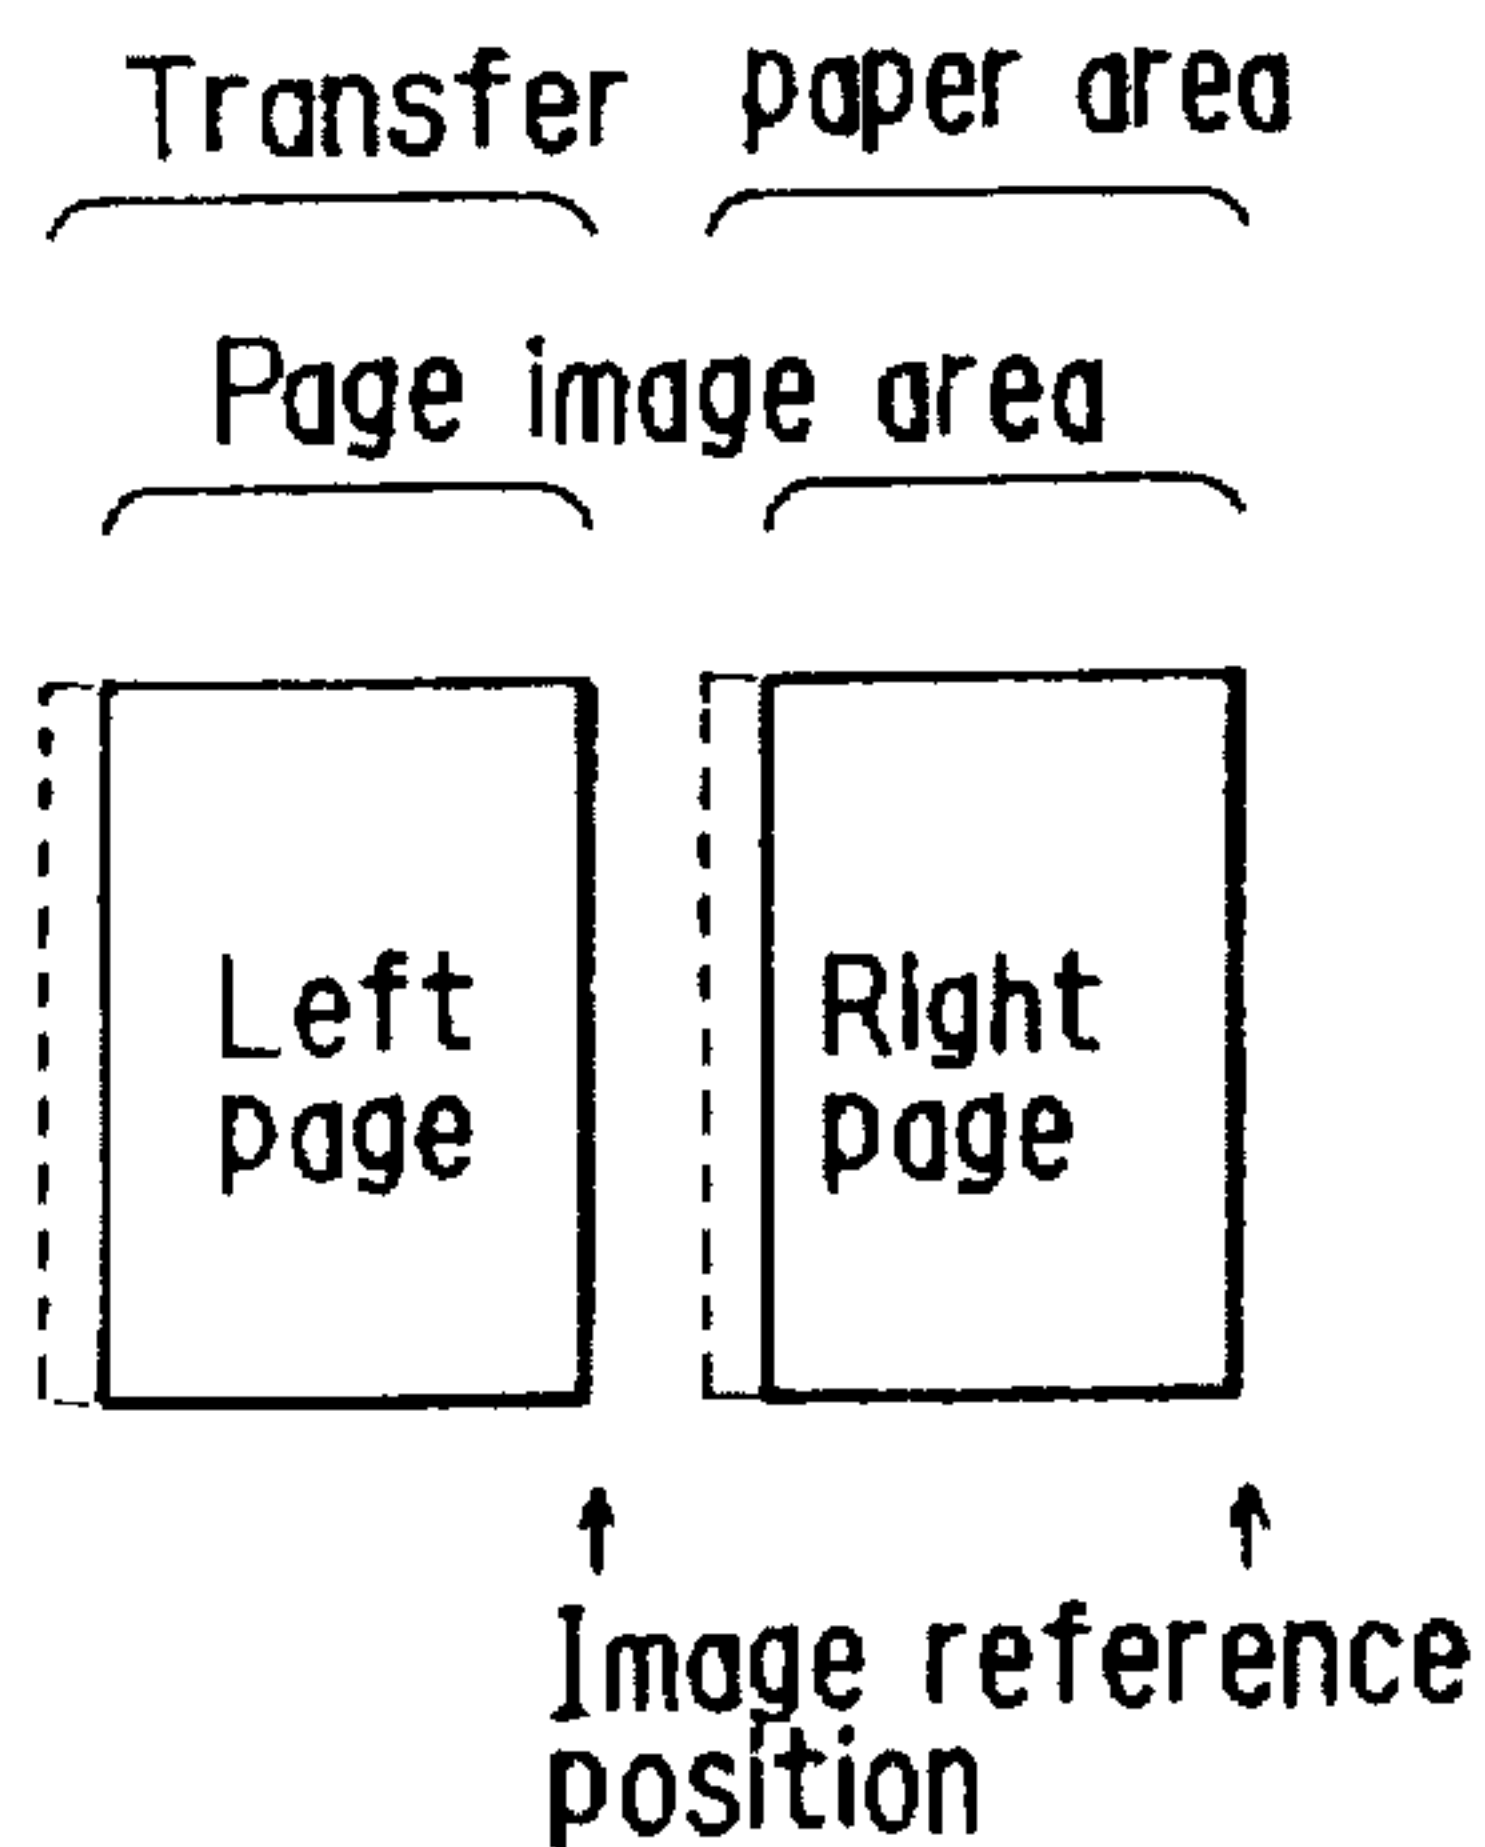 Transfer paper area
Page image area
Left
page
Right
page
Image reference
position